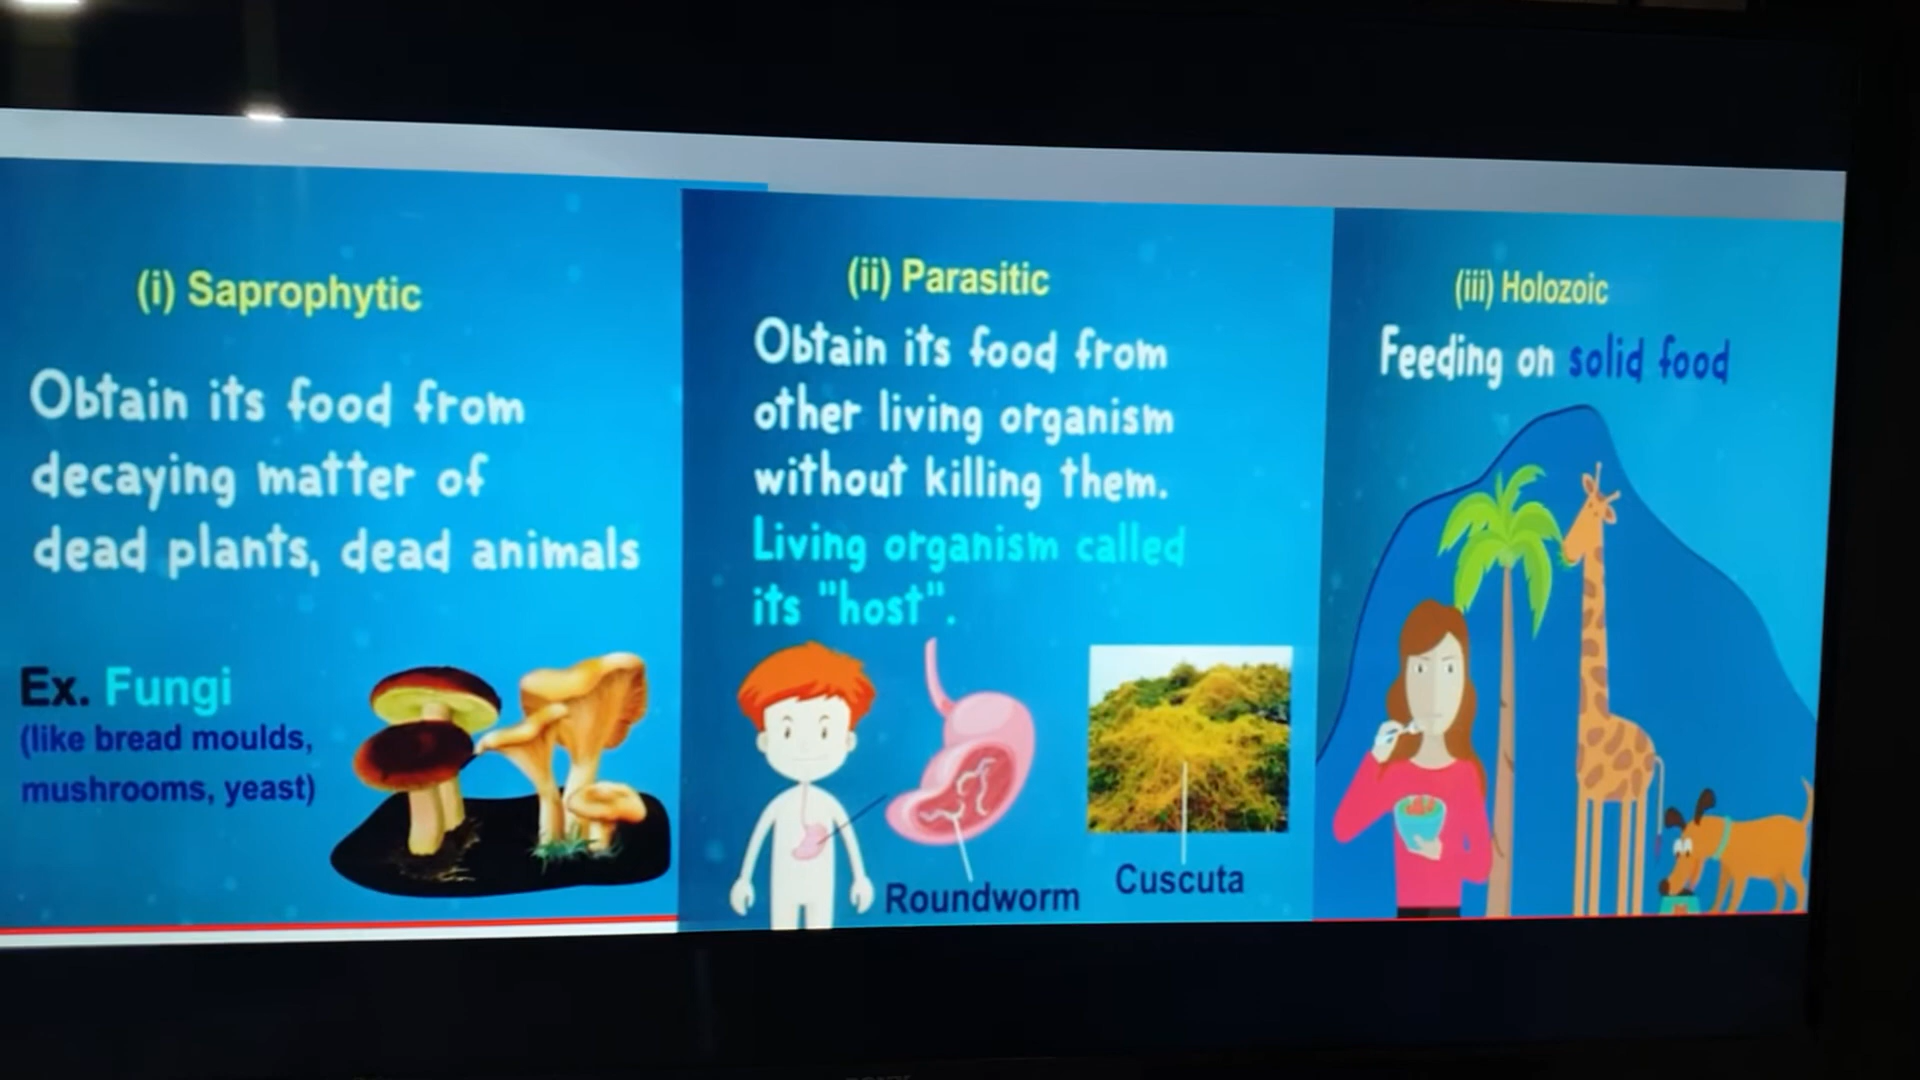 (i) Saprophytic
Obtain its food from
decaying matter of
dead plants, dead animals
Ex. Fungi
(like bread moulds,
mushrooms, yeast)
(ii) Parasitic
Obtain its food from
other living organism
without killing them.
Living organism called
its "host".
Roundworm
Cuscuta
(iii) Holozoic
Feeding on solid food